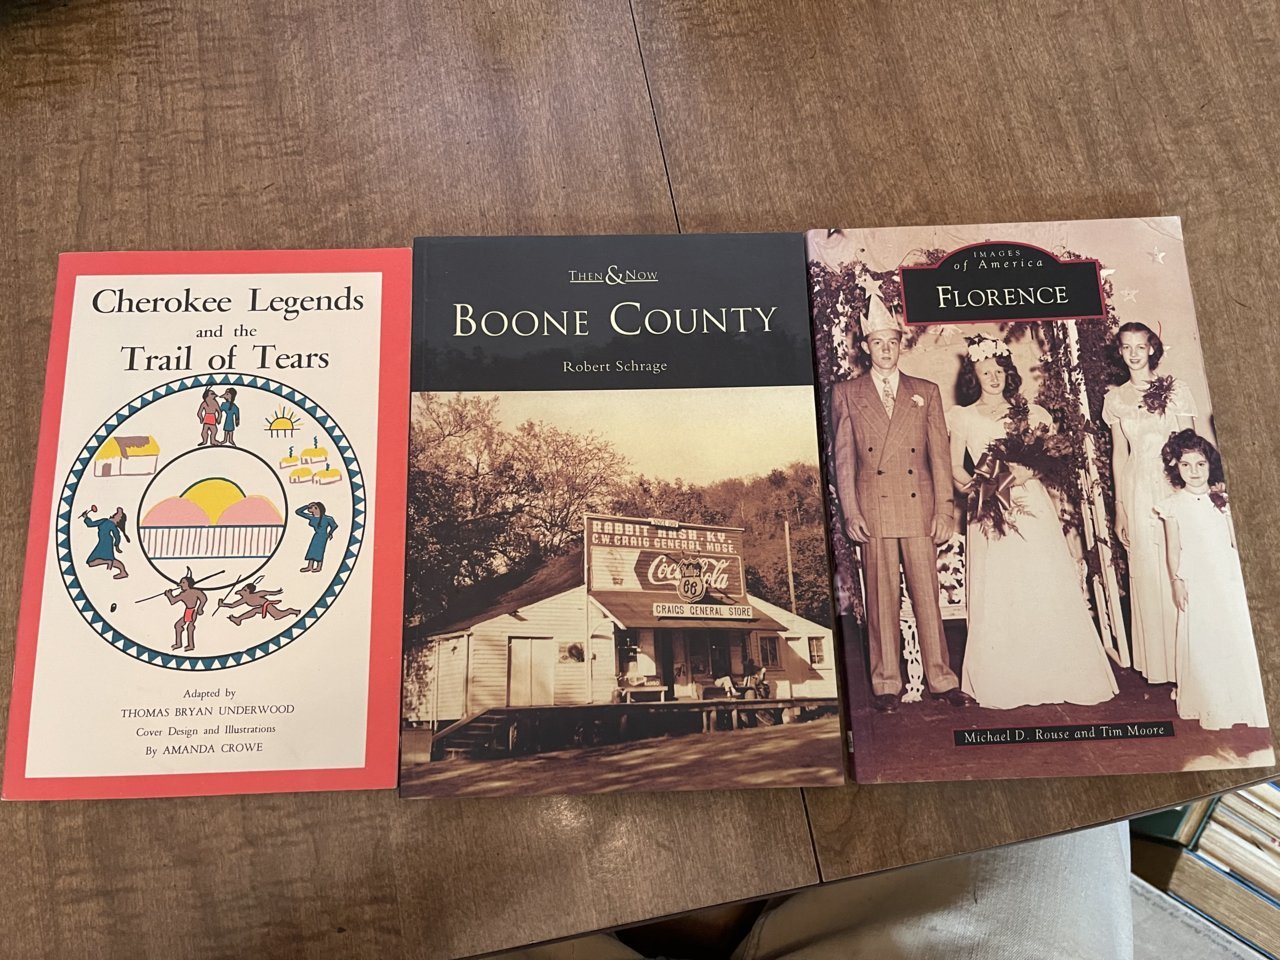 Cherokee Legends
and the
Trail of Tears
Adapted by
THOMAS BRYAN UNDERWOOD
Cover Design and Illustrations
By AMANDA CROWE
THEN & NOW
BOONE COUNTY
Robert Schrage
RABBIT HASH, KY.
C.W. CRAIG GENERAL MDSE.
Coca-Cola
66
CRAIGS GENERAL STORE
IMAGES
of America
FLORENCE
Michael D. Rouse and Tim Moore